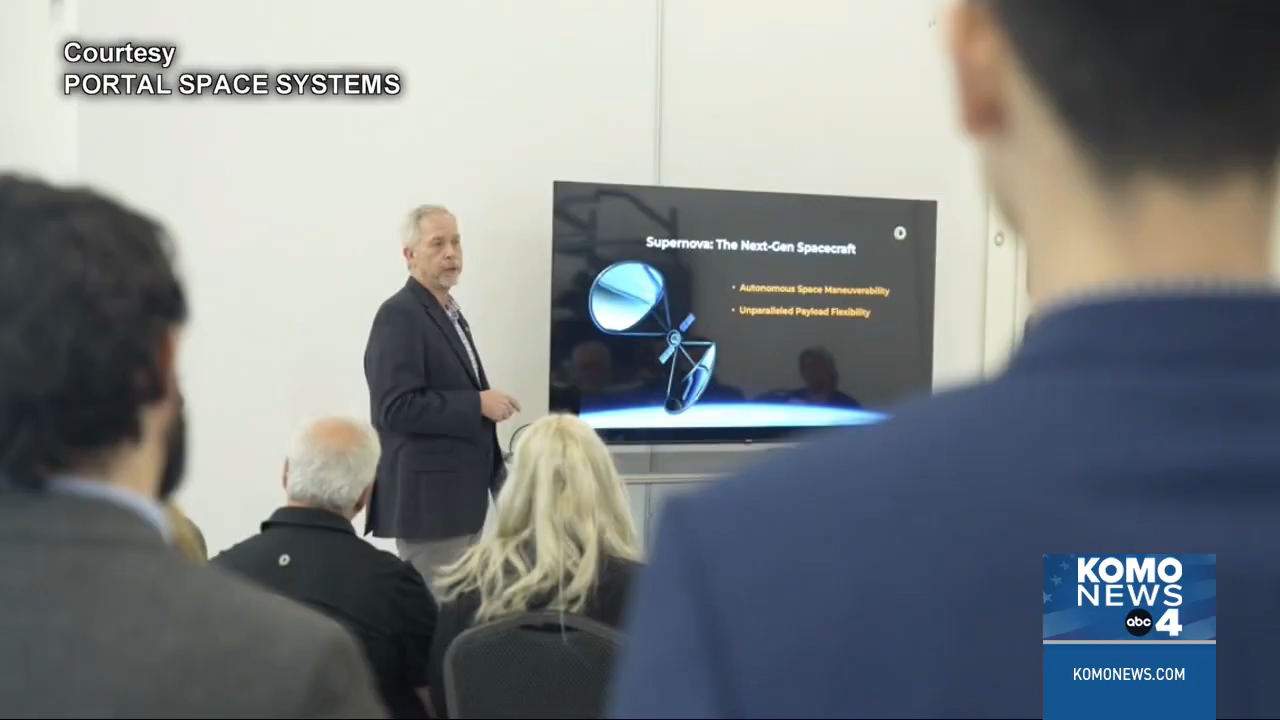 Courtesy
PORTAL SPACE SYSTEMS
Supernova: The Next-Gen Spacecraft
• Autonomous Space Maneuverability
• Unparalleled Payload Flexibility
KOMO
NEWS
abc 4
KOMONEWS.COM